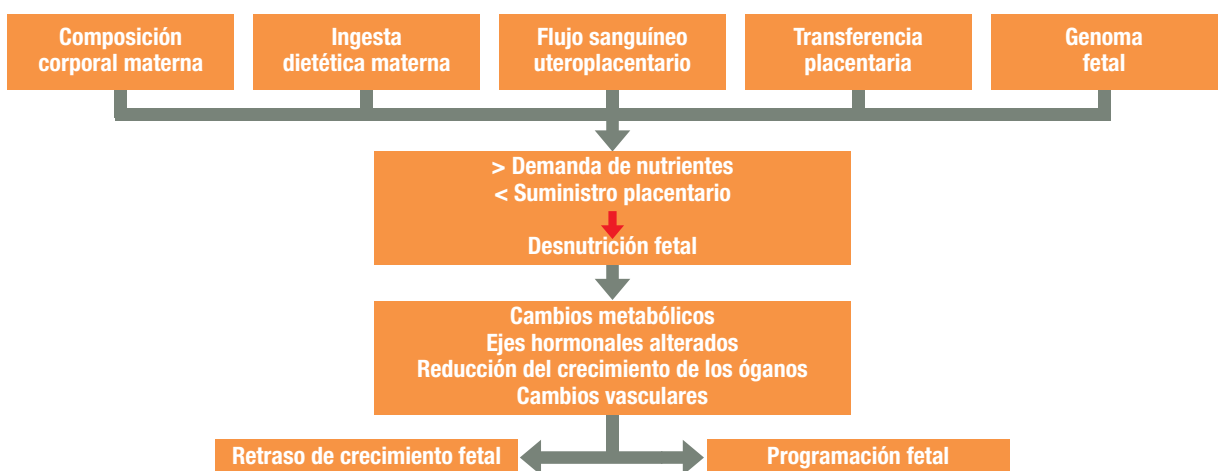 Composición
corporal materna
Ingesta
dietética materna
Flujo sanguíneo
uteroplacentario
Transferencia
placentaria
Genoma
fetal
> Demanda de nutrientes
< Suministro placentario
Desnutrición fetal
Cambios metabólicos
Ejes hormonales alterados
Reducción del crecimiento de los óganos
Cambios vasculares
Retraso de crecimiento fetal
Programación fetal